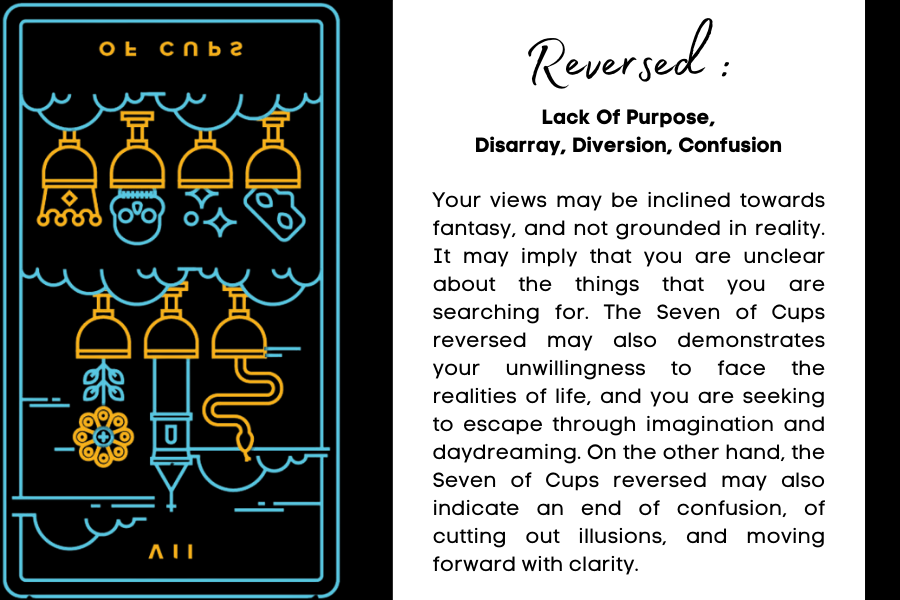 OF CUPS
VII
Reversed :
Lack Of Purpose,
Disarray, Diversion, Confusion
Your views may be inclined towards
fantasy, and not grounded in reality.
It may imply that you are unclear
about the things that you are
searching for. The Seven of Cups
reversed may also demonstrates
your unwillingness to face the
realities of life, and you are seeking
to escape through imagination and
daydreaming. On the other hand, the
Seven of Cups reversed may also
indicate an end of confusion, of
cutting out illusions, and moving
forward with clarity.